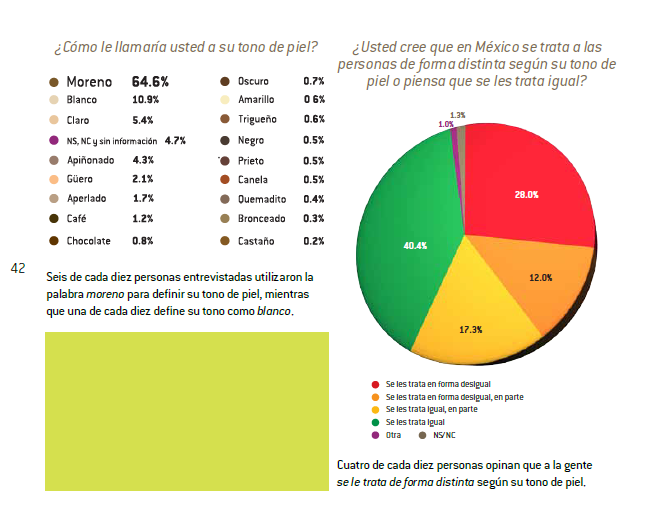 ¿Cómo le llamaría usted a su tono de piel?
Moreno 64.6%
Blanco 10.9%
Claro 5.4%
NS, NC y sin información 4.7%
Apiñonado 4.3%
Güero 2.1%
Aperlado 1.7%
Café 1.2%
Chocolate 0.8%
Oscuro 0.7%
Amarillo 0 6%
Trigueño 0.6%
Negro 0.5%
Prieto 0.5%
Canela 0.5%
Quemadito 0.4%
Bronceado 0.3%
Castaño 0.2%
42
Seis de cada diez personas entrevistadas utilizaron la
palabra moreno para definir su tono de piel, mientras
que una de cada diez define su tono como blanco.
¿Usted cree que en México se trata a las
personas de forma distinta según su tono de
piel o piensa que se les trata igual?
1.3%
1.0%
28.0%
40.4%
12.0%
17.3%
Se les trata en forma desigual
Se les trata en forma desigual, en parte
Se les trata igual, en parte
Se les trata igual
Otra NS/NC
Cuatro de cada diez personas opinan que a la gente
se le trata de forma distinta según su tono de piel.